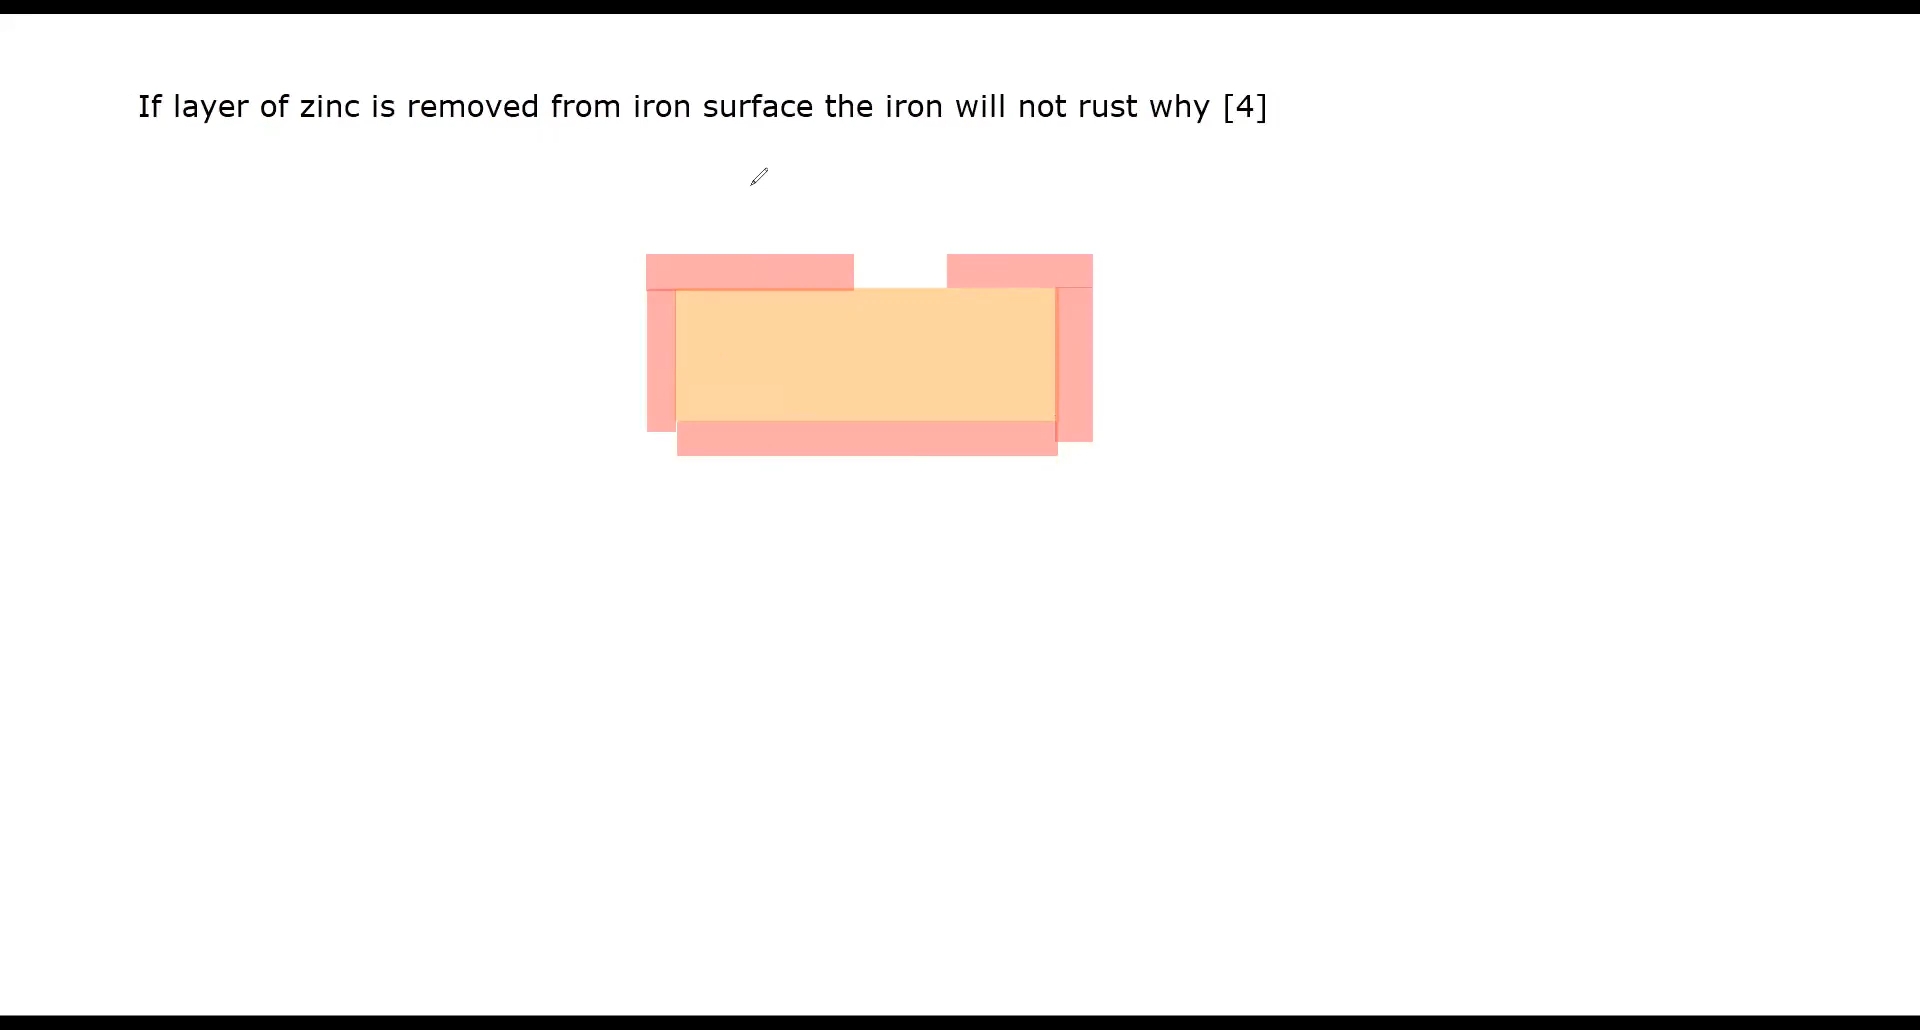 If layer of zinc is removed from iron surface the iron will not rust why [4]